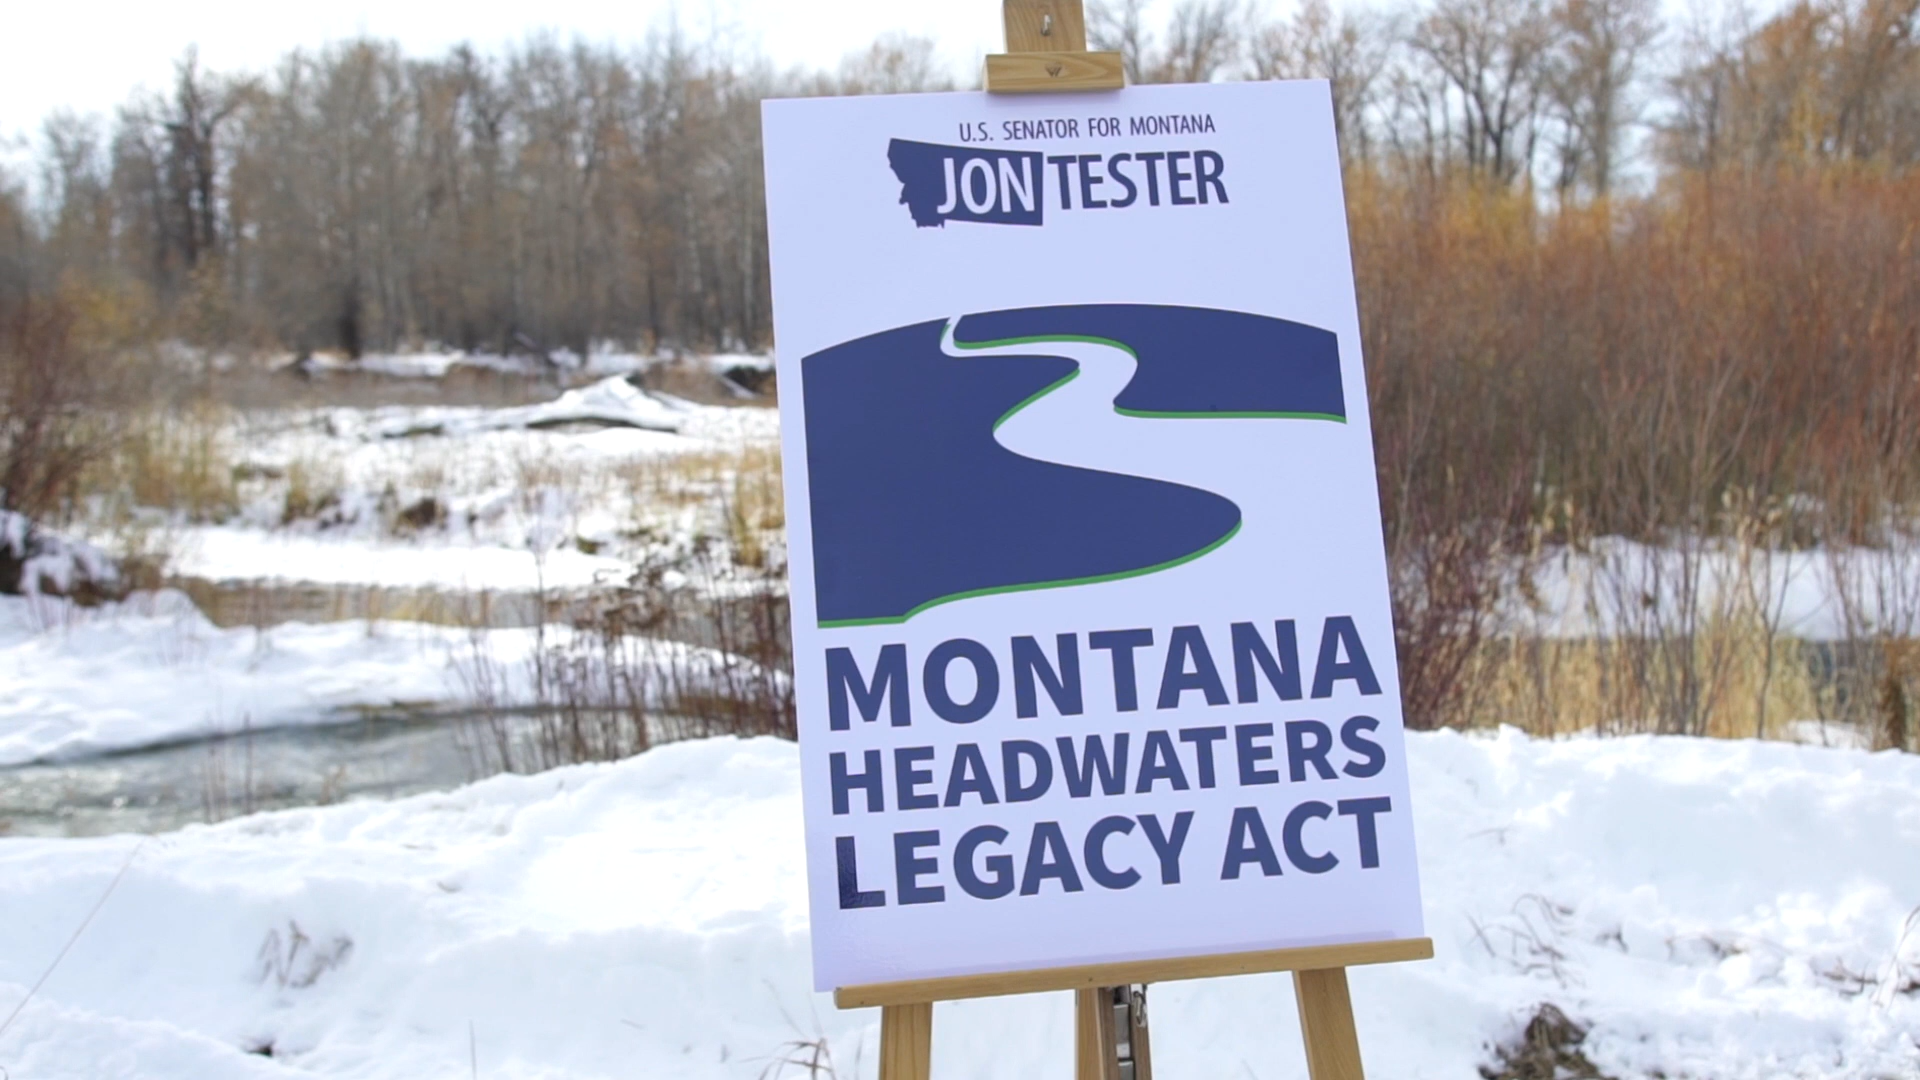 U.S. SENATOR FOR MONTANA
JON TESTER
MONTANA
HEADWATERS
LEGACY ACT